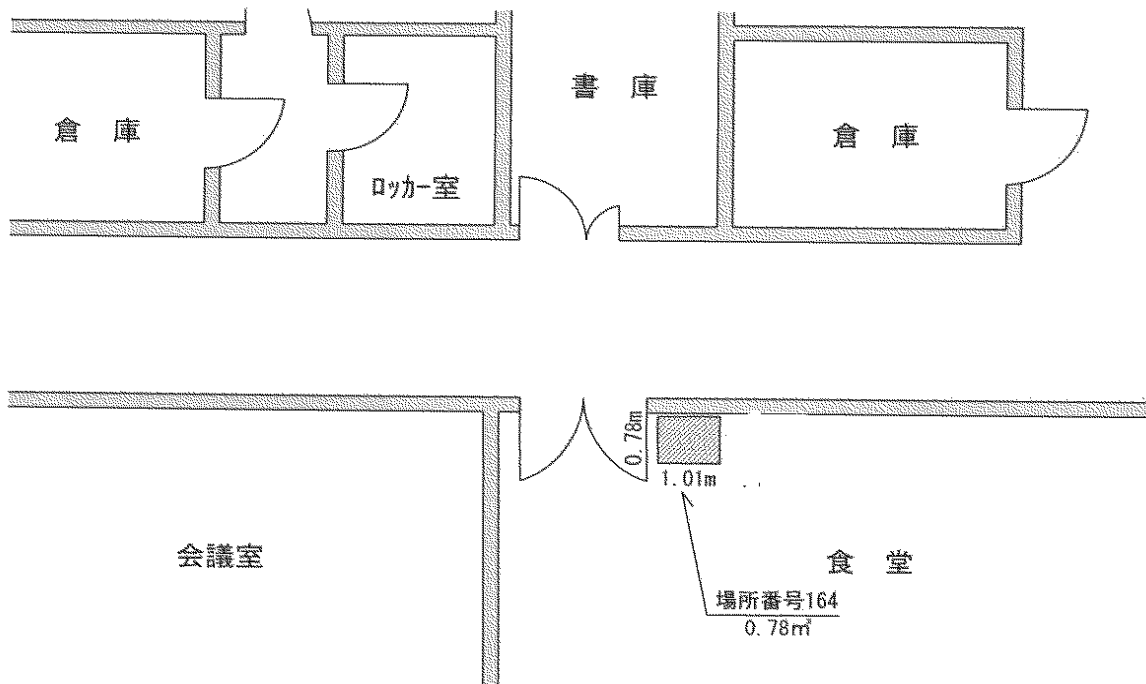 書 庫
倉 庫
倉 庫
ロッカー室
0.78m
1.01m
会議室
食 堂
場所番号164
0.78㎡